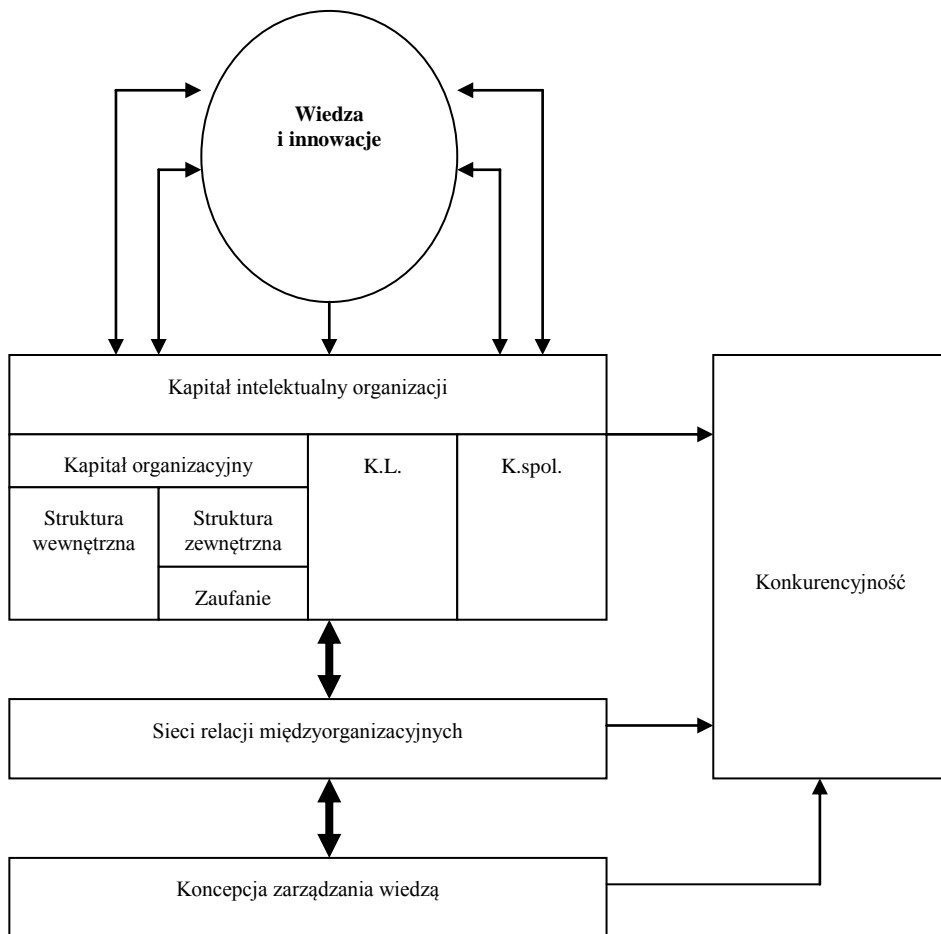 Wiedza
i innowacje
Kapitał intelektualny organizacji
Kapitał organizacyjny
K.L.
K.spol.
Struktura
wewnętrzna
Struktura
zewnętrzna
Zaufanie
Konkurencyjność
Sieci relacji międzyorganizacyjnych
Koncepcja zarządzania wiedzą